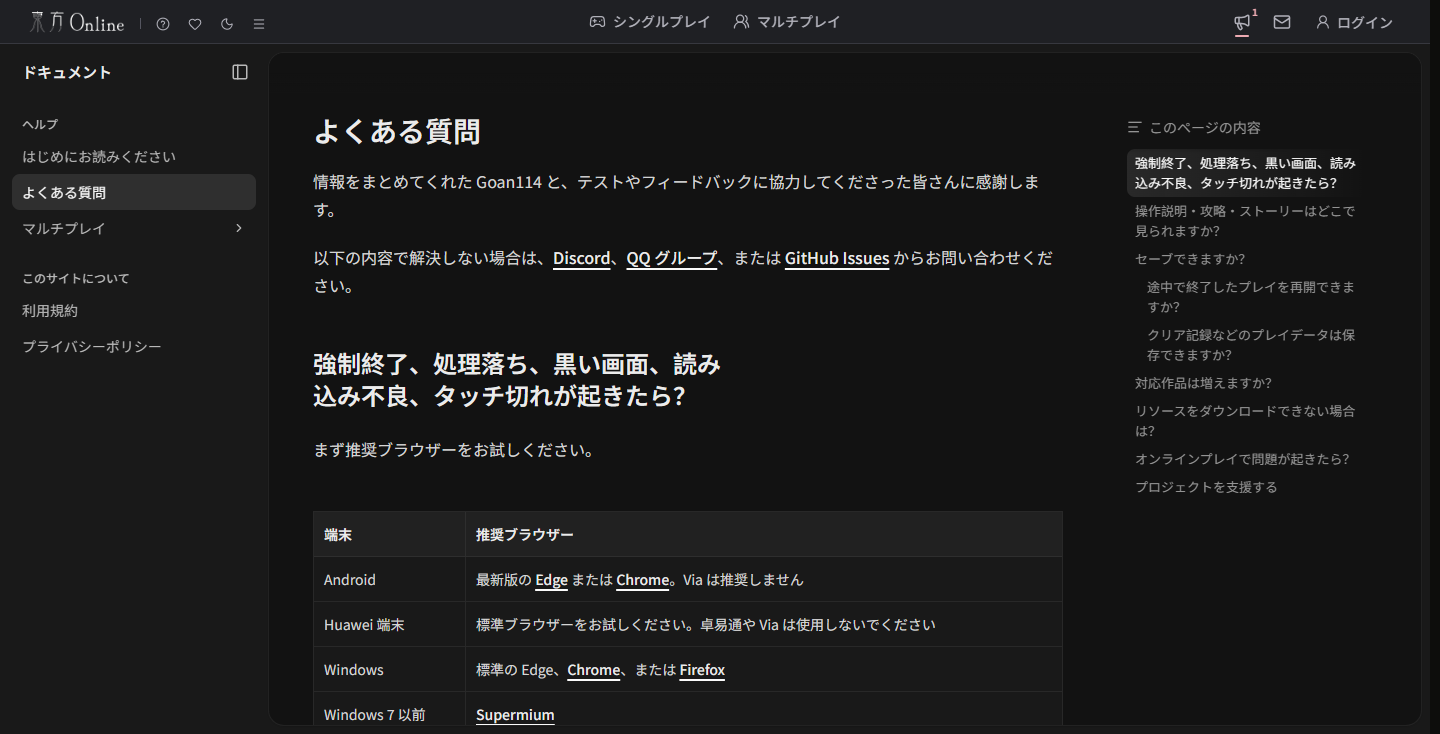 東方Online
シングルプレイ
マルチプレイ
1
ログイン
ドキュメント
ヘルプ
はじめにお読みください
よくある質問
マルチプレイ
このサイトについて
利用規約
プライバシーポリシー
よくある質問
情報をまとめてくれた Goan114 と、テストやフィードバックに協力してくださった皆さんに感謝しま
す。
以下の内容で解決しない場合は、Discord、QQ グループ、または GitHub Issues からお問い合わせくだ
さい。
強制終了、処理落ち、黒い画面、読み
込み不良、タッチ切れが起きたら？
まず推奨ブラウザーをお試しください。
端末 推奨ブラウザー
Android 最新版の Edge または Chrome。Via は推奨しません
Huawei 端末 標準ブラウザーをお試しください。卓易通や Via は使用しないでください
Windows 標準の Edge、Chrome、または Firefox
Windows 7 以前 Supermium
このページの内容
強制終了、処理落ち、黒い画面、読み
込み不良、タッチ切れが起きたら？
操作説明・攻略・ストーリーはどこで
見られますか？
セーブできますか？
途中で終了したプレイを再開できま
すか？
クリア記録などのプレイデータは保
存できますか？
対応作品は増えますか？
リソースをダウンロードできない場合
は？
オンラインプレイで問題が起きたら？
プロジェクトを支援する